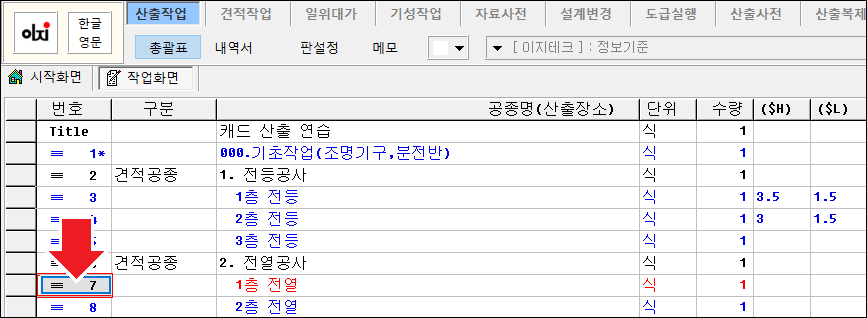 산출작업 견적작업 일위대가 기성작업 자료사전 설계변경 도급실행 산출사전 산출복제
이지 한글
영문
총괄표 내역서 판설정 메모 [ 이지테크 ] : 정보기준
시작화면 작업화면
번호 구분 공종명(산출장소) 단위 수량 ($H) ($L)
Title 캐드 산출 연습 식 1
1* 000.기초작업(조명기구,분전반) 식 1
2 견적공종 1. 전등공사 식 1
3 1층 전등 식 1 3.5 1.5
4 2층 전등 식 1 3 1.5
5 3층 전등 식 1
견적공종 2. 전열공사 식 1
7 1층 전열 식 1
8 2층 전열 식 1